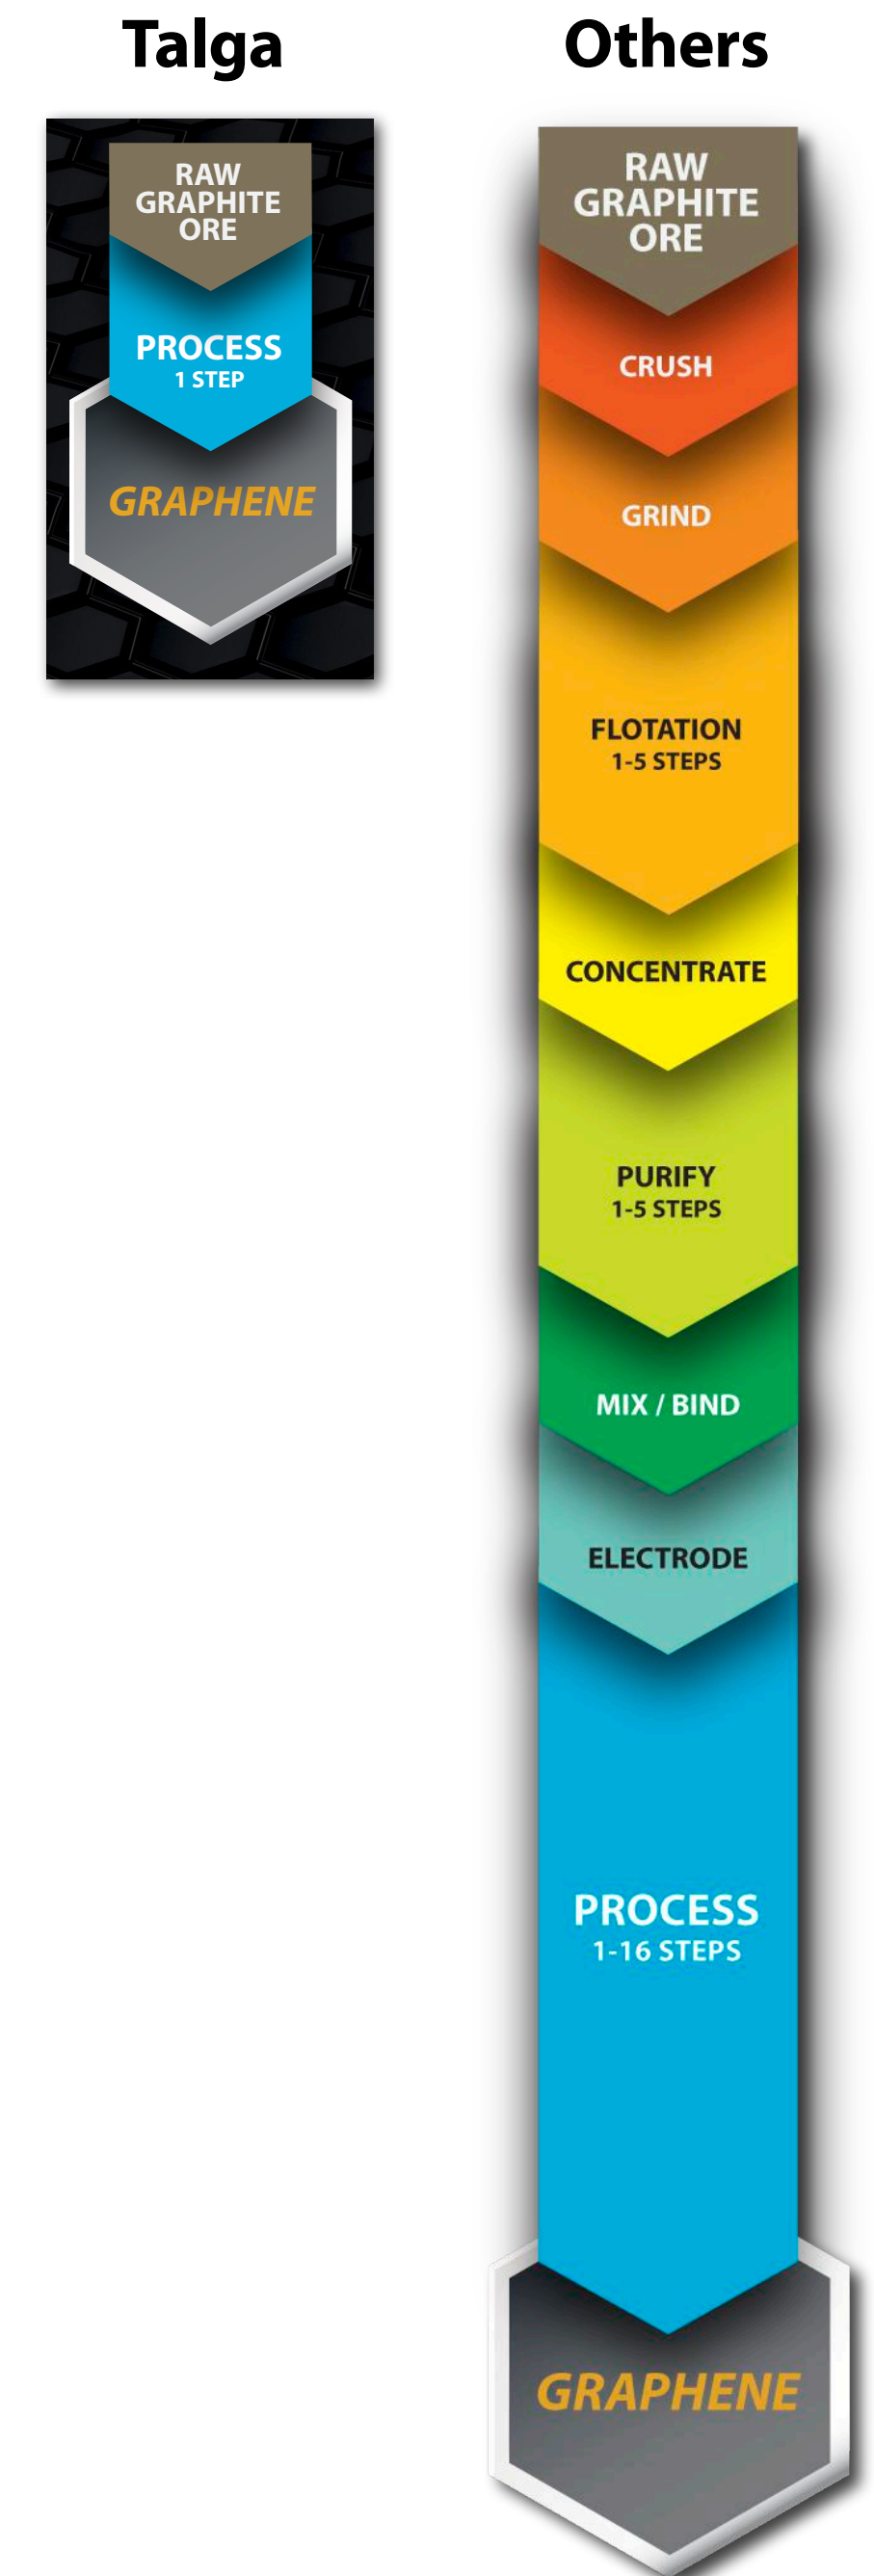 Talga
RAW
GRAPHITE
ORE
PROCESS
1 STEP
GRAPHENE
Others
RAW
GRAPHITE
ORE
CRUSH
GRIND
FLOTATION
1-5 STEPS
CONCENTRATE
PURIFY
1-5 STEPS
MIX / BIND
ELECTRODE
PROCESS
1-16 STEPS
GRAPHENE